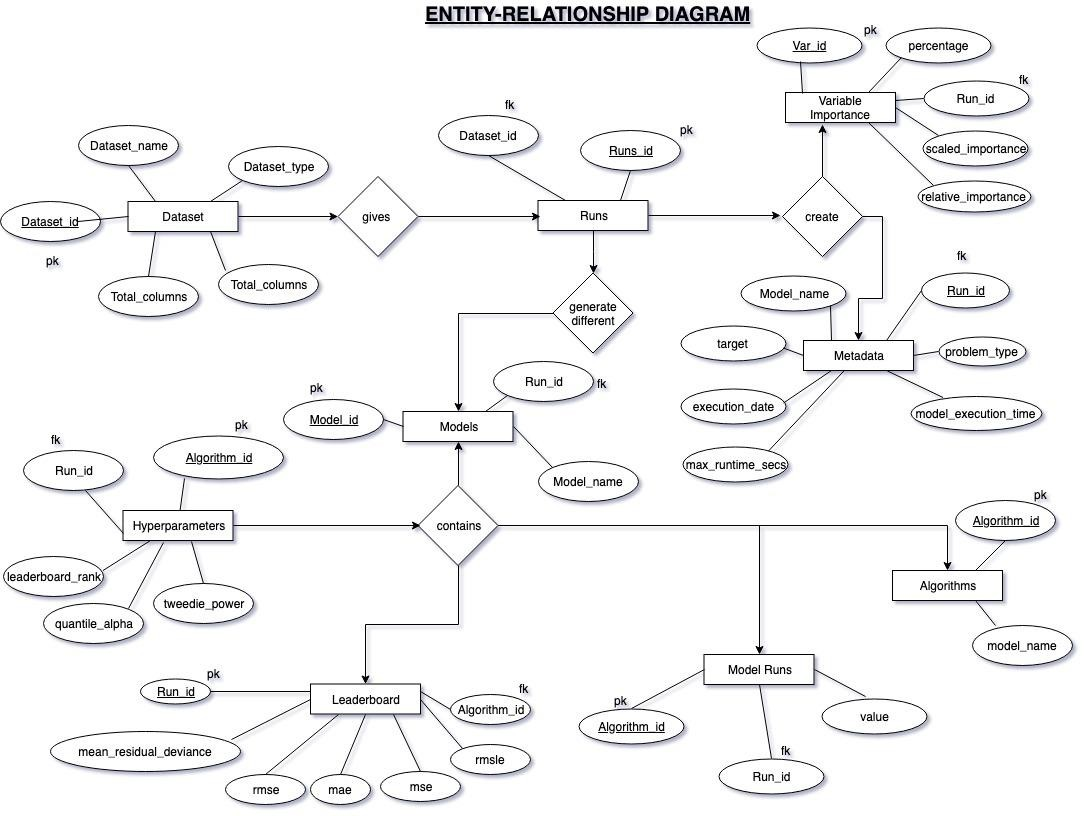 ENTITY-RELATIONSHIP DIAGRAM
pk
Var_id
percentage
fk
Variable
Importance
Run_id
scaled_importance
relative_importance
fk
Dataset_id
pk
Runs_id
Dataset_name
Dataset_type
Dataset_id
pk
Dataset
Total_columns
Total_columns
gives
Runs
create
generate
different
fk
Model_name
Run_id
target
Metadata
problem_type
execution_date
model_execution_time
max_runtime_secs
pk
Model_id
Run_id
fk
Models
Model_name
fk
Run_id
pk
Algorithm_id
Hyperparameters
leaderboard_rank
quantile_alpha
tweedie_power
contains
pk
Algorithm_id
Algorithms
model_name
pk
Run_id
fk
Algorithm_id
Leaderboard
mean_residual_deviance
rmse
mae
mse
rmsle
Model Runs
pk
Algorithm_id
fk
Run_id
value